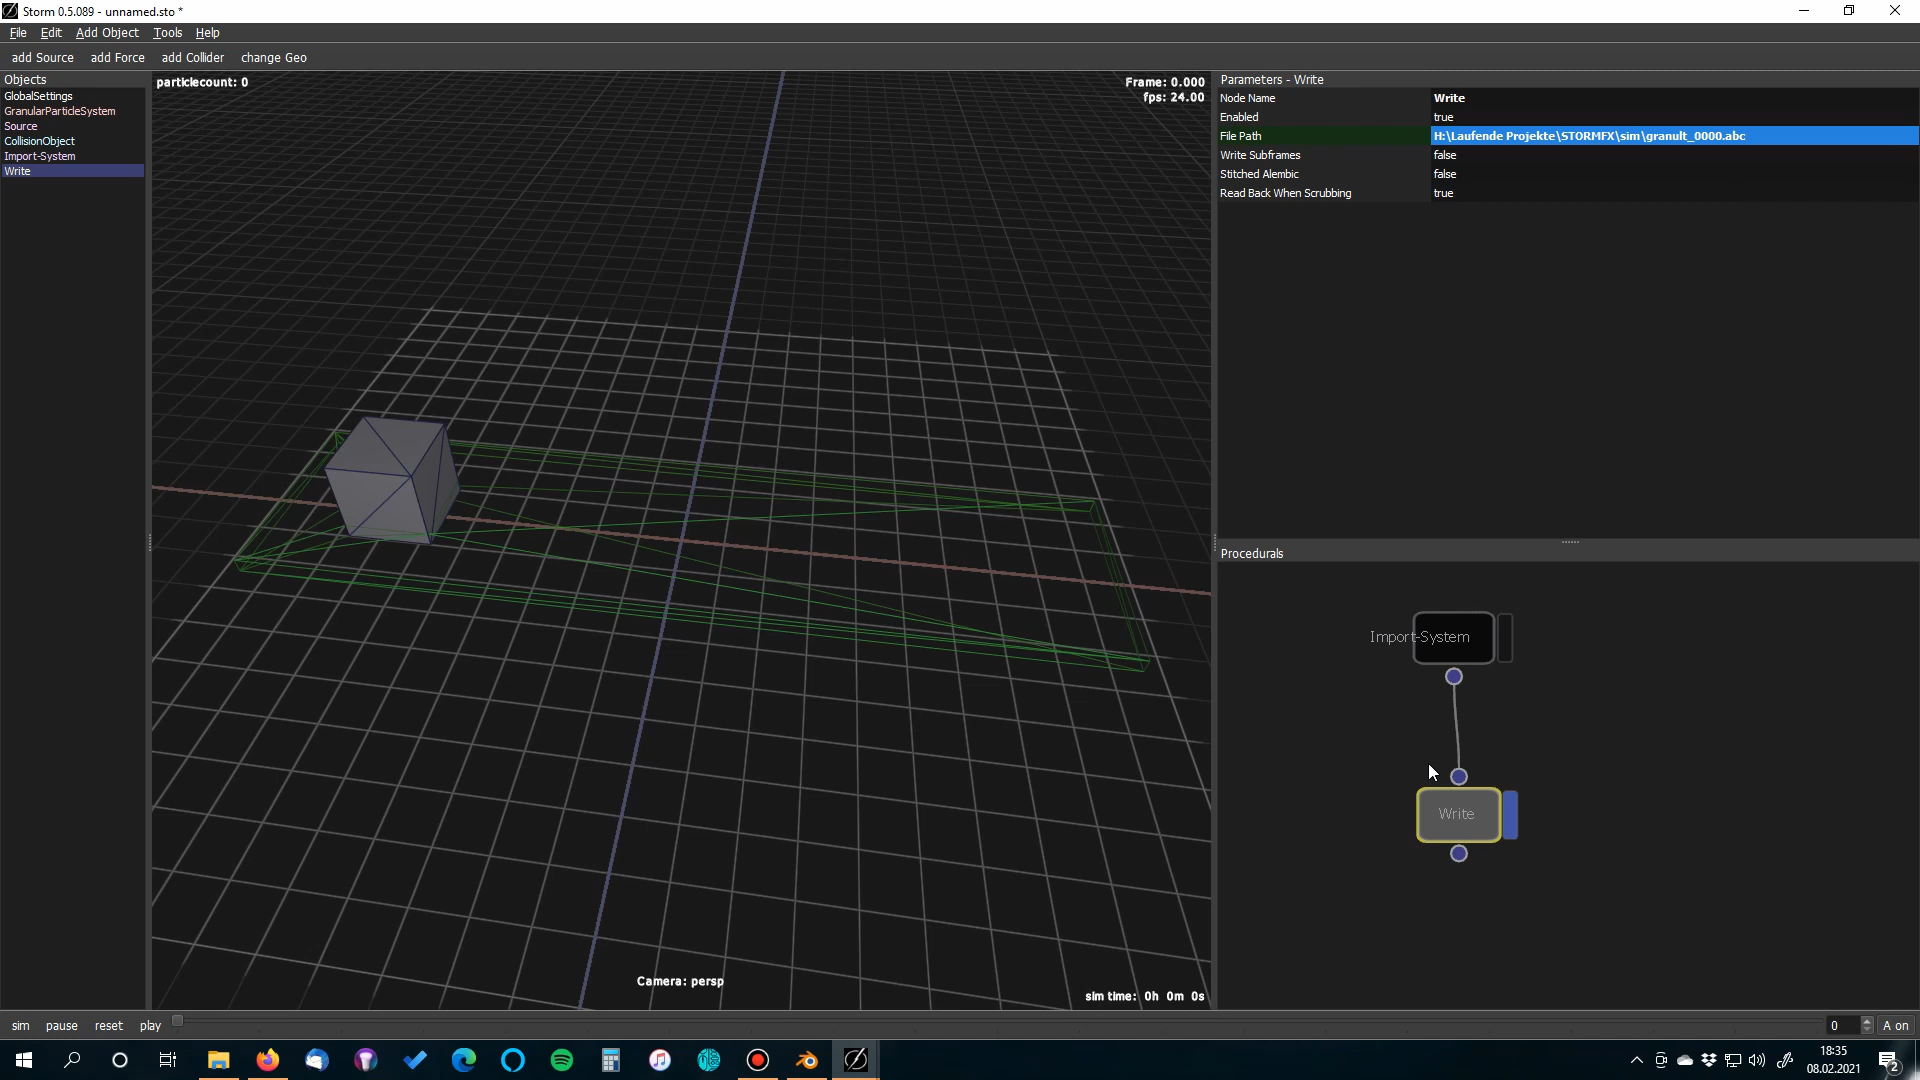 Storm 0.5.089 - unnamed.sto *
File Edit Add Object Tools Help
add Source add Force add Collider change Geo
Objects
GlobalSettings
GranularParticleSystem
Source
CollisionObject
Import-System
Write
particlecount: 0
Frame: 0.000
fps: 24.00
Camera: persp
sim time: 0h 0m 0s
Parameters - Write
Node Name Write
Enabled true
File Path H:\Laufende Projekte\STORMFX\sim\granult_0000.abc
Write Subframes false
Stitched Alembic false
Read Back When Scrubbing true
Procedurals
Import-System
Write
sim pause reset play
0 A on
18:35
08.02.2021
2